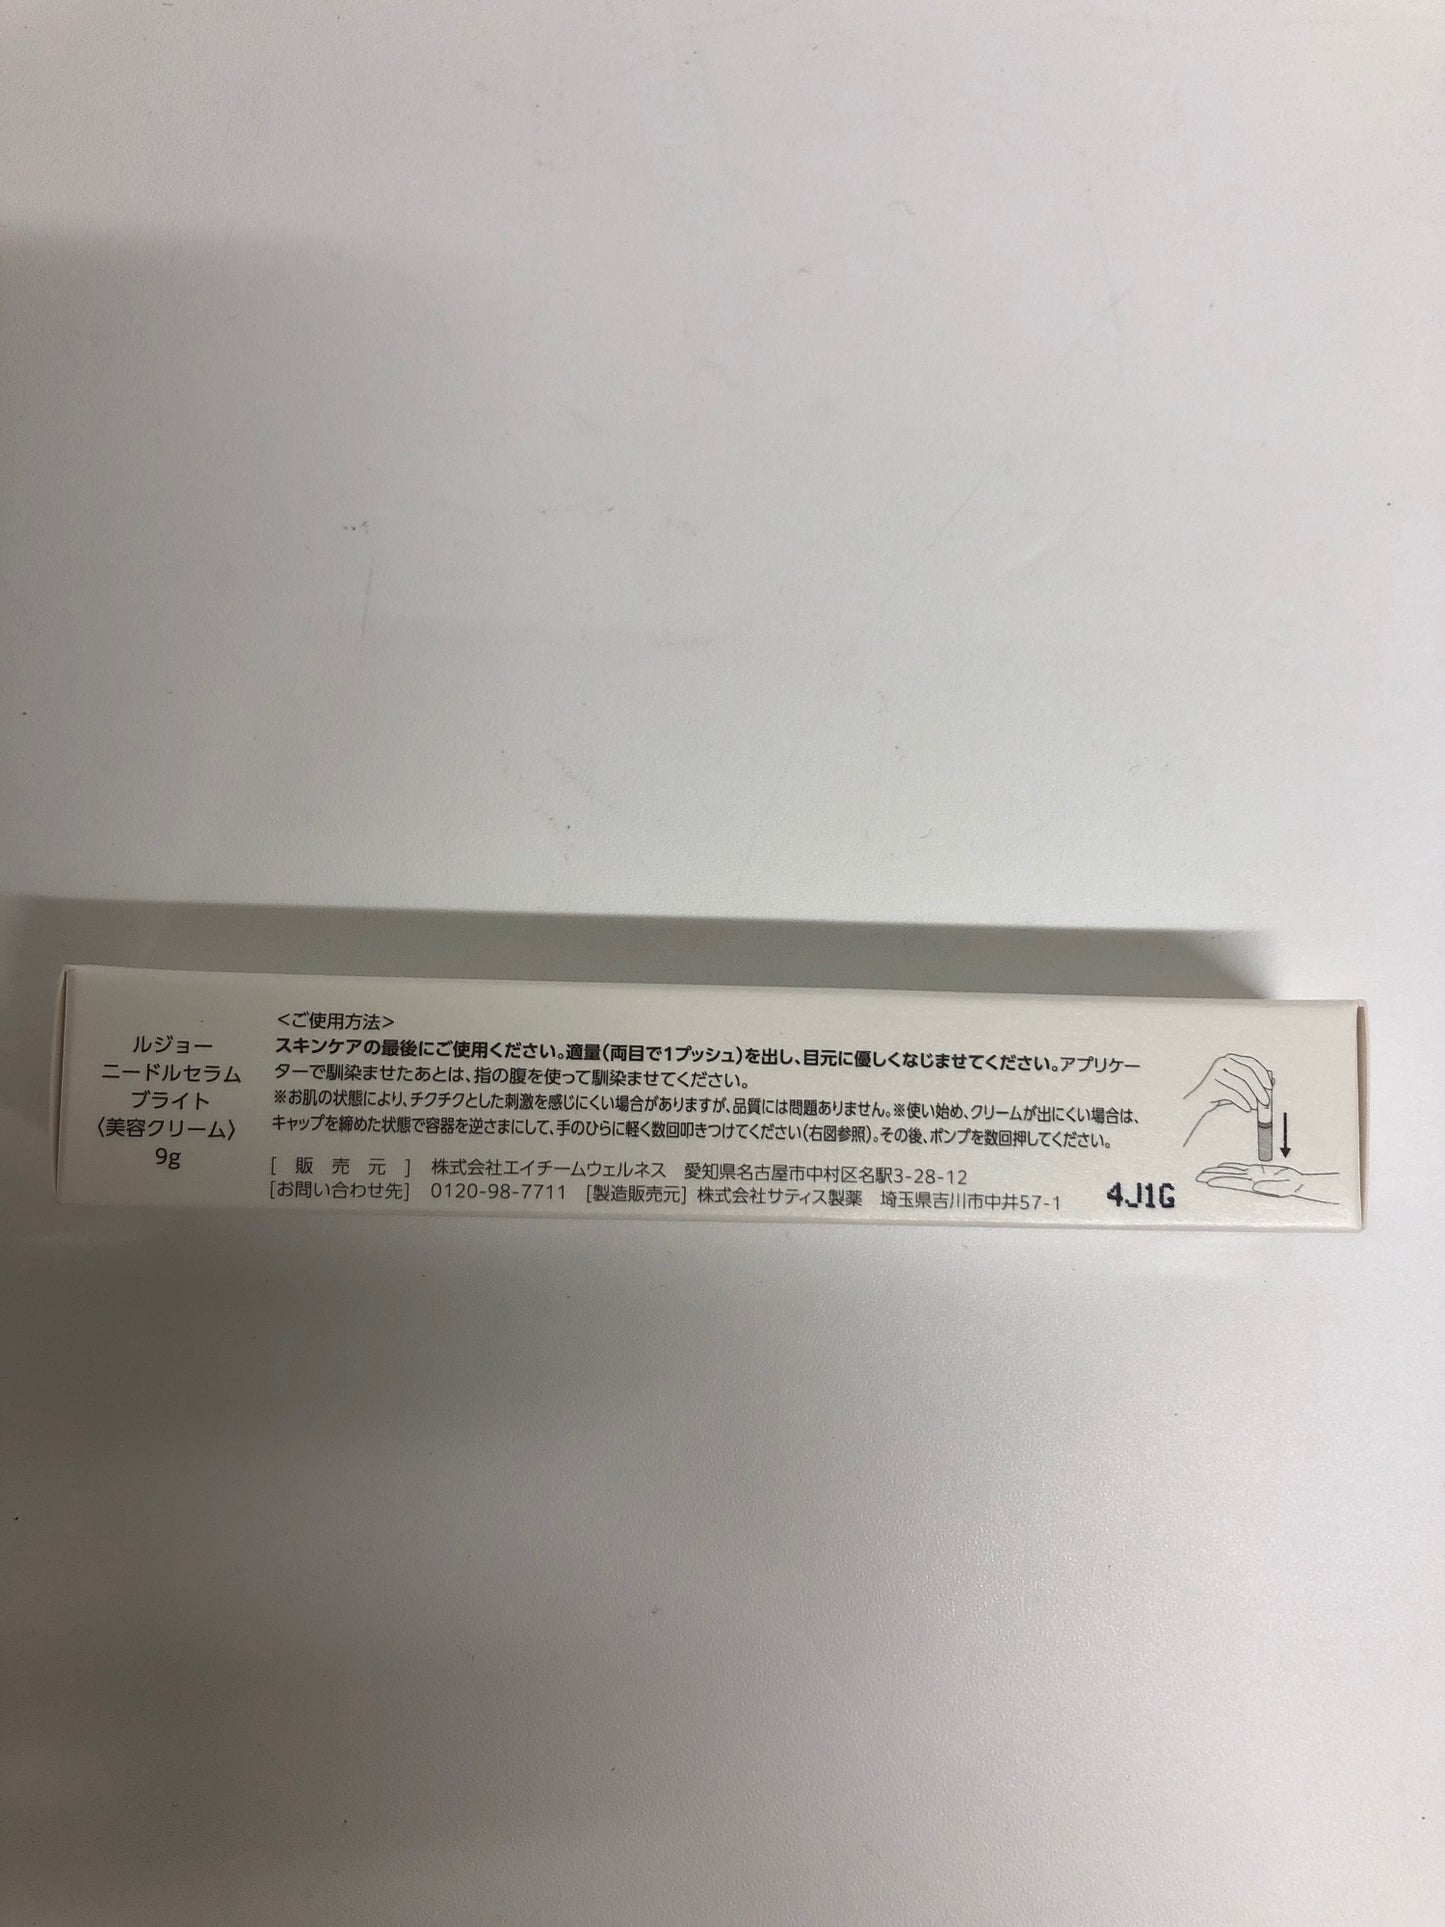 ルジョー
ニードルセラム
ブライト
〈美容クリーム〉
9g
<ご使用方法>
スキンケアの最後にご使用ください。適量(両目で1プッシュ)を出し、目元に優しくなじませてください。アプリケー
ターで馴染ませたあとは、指の腹を使って馴染ませてください。
※お肌の状態により、チクチクとした刺激を感じにくい場合がありますが、品質には問題ありません。※使い始め、クリームが出にくい場合は、
キャップを締めた状態で容器を逆さまにして、手のひらに軽く数回叩きつけてください(右図参照)。その後、ポンプを数回押してください。
[ 販 売 元 ] 株式会社エイチームウェルネス 愛知県名古屋市中村区名駅3-28-12
[お問い合わせ先] 0120-98-7711 [製造販売元] 株式会社サティス製薬 埼玉県吉川市中井57-1
4J1G